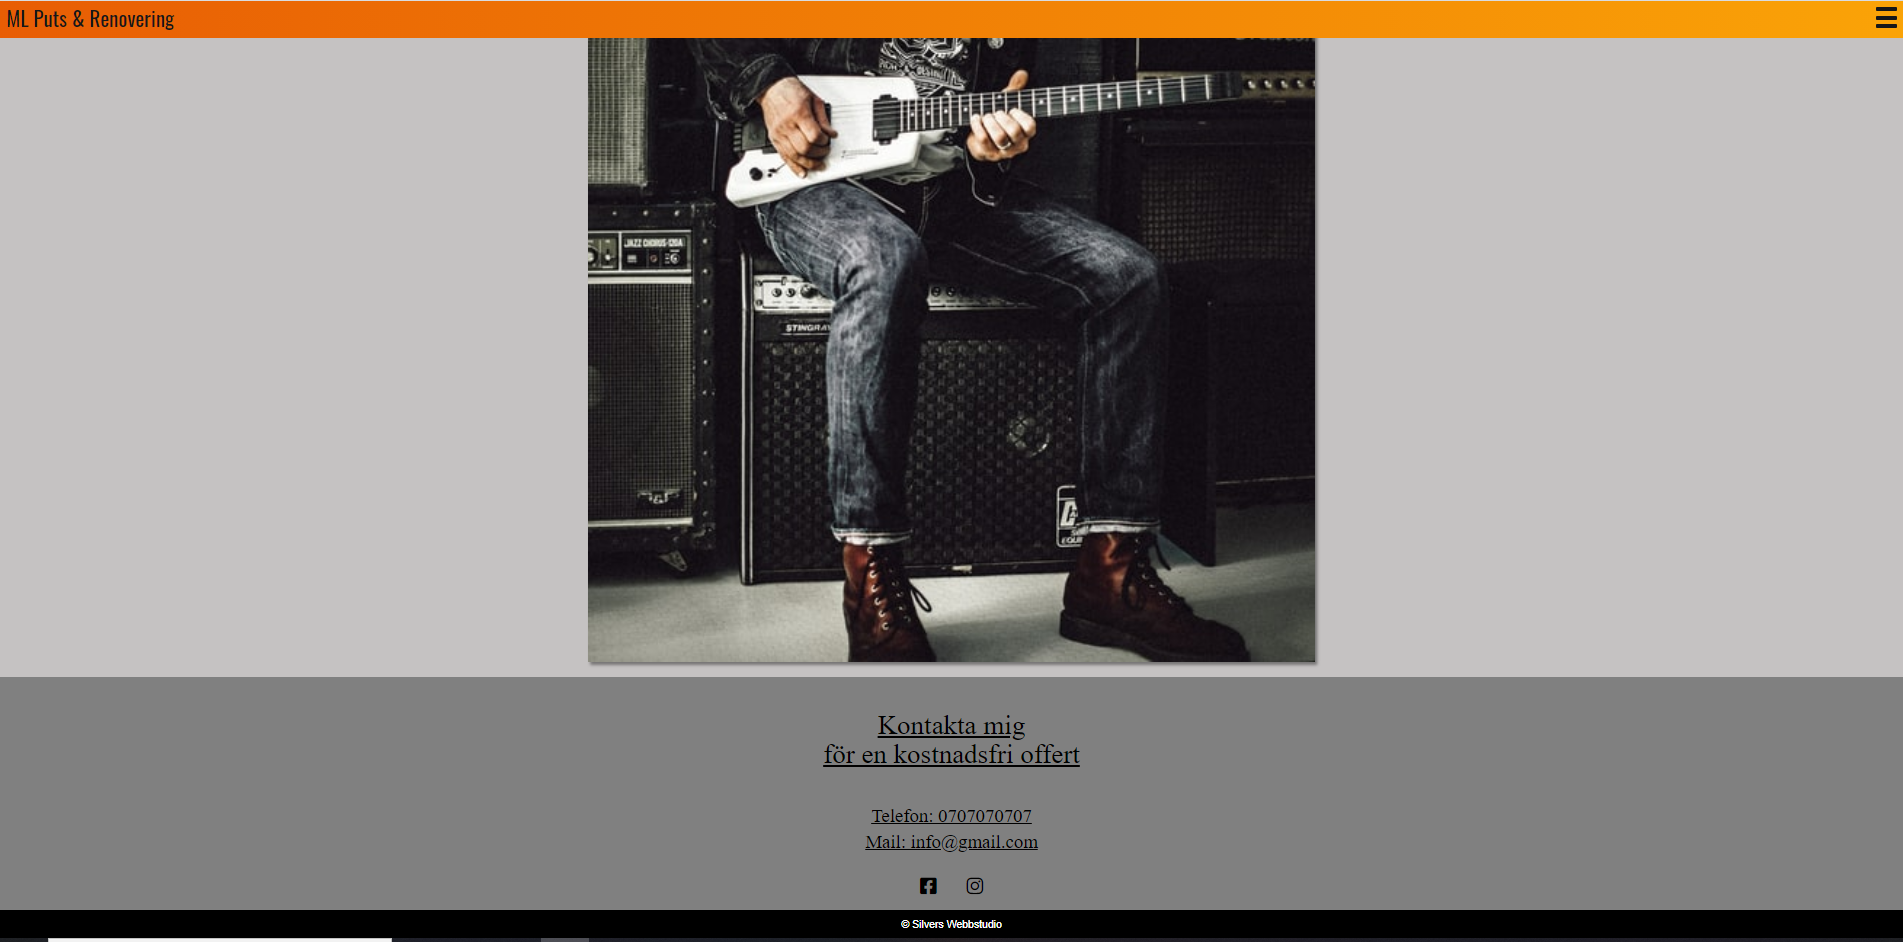 ML Puts & Renovering
JAZZ CHORUS-120A
STINGRAY
Kontakta mig
för en kostnadsfri offert
Telefon: 0707070707
Mail: info@gmail.com
© Silvers Webbstudio